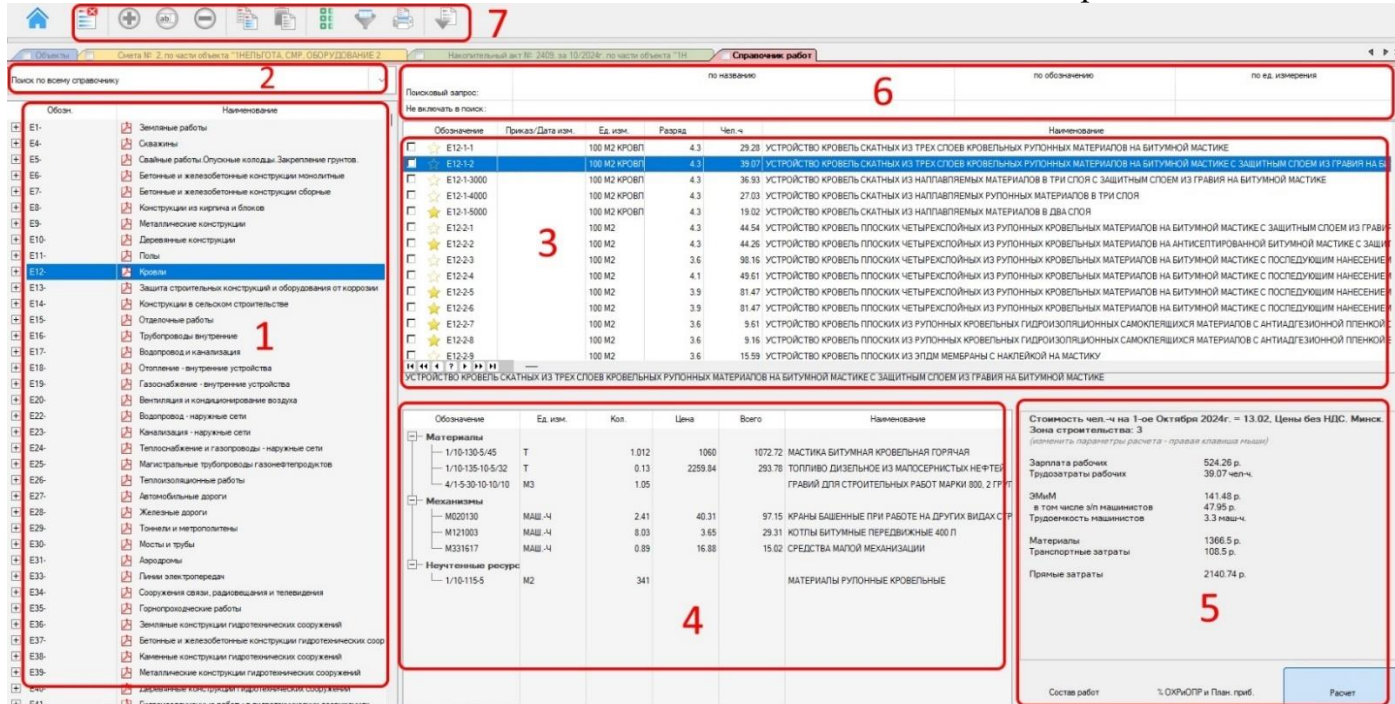 7
ab
Объекты
Смета № 2, по части объекта "1НЕЛЬГОТА, СМР, ОБОРУДОВАНИЕ 2
Накопительный акт № 2409, за 10/2024г. по части объекта "1Н
Справочник работ
Поиск по всему справочнику
2
по названию
по обозначению
по ед. измерения
Поисковый запрос:
6
Не включать в поиск:
Обозн.
Наименование
E1-
Земляные работы
E4-
Скважины
E5-
Свайные работы.Опускные колодцы.Закрепление грунтов.
E6-
Бетонные и железобетонные конструкции монолитные
E7-
Бетонные и железобетонные конструкции сборные
E8-
Конструкции из кирпича и блоков
E9-
Металлические конструкции
E10-
Деревянные конструкции
E11-
Полы
E12-
Кровли
E13-
Защита строительных конструкций и оборудования от коррозии
E14-
Конструкции в сельском строительстве
E15-
Отделочные работы
E16-
Трубопроводы внутренние
1
E17-
Водопровод и канализация
E18-
Отопление - внутренние устройства
E19-
Газоснабжение - внутренние устройства
E20-
Вентиляция и кондиционирование воздуха
E22-
Водопровод - наружные сети
E23-
Канализация - наружные сети
E24-
Теплоснабжение и газопроводы - наружные сети
E25-
Магистральные трубопроводы газонефтепродуктов
E26-
Теплоизоляционные работы
E27-
Автомобильные дороги
E28-
Железные дороги
E29-
Тоннели и метрополитены
E30-
Мосты и трубы
E31-
Аэродромы
E33-
Линии электропередач
E34-
Сооружения связи, радиовещания и телевидения
E35-
Горнопроходческие работы
E36-
Земляные конструкции гидротехнических сооружений
E37-
Бетонные и железобетонные конструкции гидротехнических соор
E38-
Каменные конструкции гидротехнических сооружений
E39-
Металлические конструкции гидротехнических сооружений
E40-
Деревянные конструкции гидротехнических сооружений
E41-
Обозначение Приказ/Дата изм. Ед. изм. Разряд Чел.-ч Наименование
E12-1-1 100 М2 КРОВЛ 4.3 29.28 УСТРОЙСТВО КРОВЕЛЬ СКАТНЫХ ИЗ ТРЕХ СЛОЕВ КРОВЕЛЬНЫХ РУЛОННЫХ МАТЕРИАЛОВ НА БИТУМНОЙ МАСТИКЕ
E12-1-2 100 М2 КРОВЛ 4.3 39.07 УСТРОЙСТВО КРОВЕЛЬ СКАТНЫХ ИЗ ТРЕХ СЛОЕВ КРОВЕЛЬНЫХ РУЛОННЫХ МАТЕРИАЛОВ НА БИТУМНОЙ МАСТИКЕ С ЗАЩИТНЫМ СЛОЕМ ИЗ ГРАВИЯ НА
E12-1-3000 100 М2 КРОВЛ 4.3 36.93 УСТРОЙСТВО КРОВЕЛЬ СКАТНЫХ ИЗ НАПЛАВЛЯЕМЫХ МАТЕРИАЛОВ В ТРИ СЛОЯ С ЗАЩИТНЫМ СЛОЕМ ИЗ ГРАВИЯ НА БИТУМНОЙ МАСТИКЕ
E12-1-4000 100 М2 КРОВЛ 4.3 27.03 УСТРОЙСТВО КРОВЕЛЬ СКАТНЫХ ИЗ НАПЛАВЛЯЕМЫХ РУЛОННЫХ МАТЕРИАЛОВ В ТРИ СЛОЯ
E12-1-5000 100 М2 КРОВЛ 4.3 19.02 УСТРОЙСТВО КРОВЕЛЬ СКАТНЫХ ИЗ НАПЛАВЛЯЕМЫХ МАТЕРИАЛОВ В ДВА СЛОЯ
E12-2-1 100 М2 4.3 44.54 УСТРОЙСТВО КРОВЕЛЬ ПЛОСКИХ ЧЕТЫРЕХСЛОЙНЫХ ИЗ РУЛОННЫХ КРОВЕЛЬНЫХ МАТЕРИАЛОВ НА БИТУМНОЙ МАСТИКЕ С ЗАЩИТНЫМ СЛОЕМ ИЗ ГРАВИЯ
3
E12-2-2 100 М2 4.3 44.26 УСТРОЙСТВО КРОВЕЛЬ ПЛОСКИХ ЧЕТЫРЕХСЛОЙНЫХ ИЗ РУЛОННЫХ КРОВЕЛЬНЫХ МАТЕРИАЛОВ НА АНТИСЕПТИРОВАННОЙ БИТУМНОЙ МАСТИКЕ С ЗАЩИТ
E12-2-3 100 М2 3.6 98.16 УСТРОЙСТВО КРОВЕЛЬ ПЛОСКИХ ЧЕТЫРЕХСЛОЙНЫХ ИЗ РУЛОННЫХ КРОВЕЛЬНЫХ МАТЕРИАЛОВ НА БИТУМНОЙ МАСТИКЕ С ПОСЛЕДУЮЩИМ НАНЕСЕНИЕМ
E12-2-4 100 М2 4.1 49.61 УСТРОЙСТВО КРОВЕЛЬ ПЛОСКИХ ЧЕТЫРЕХСЛОЙНЫХ ИЗ РУЛОННЫХ КРОВЕЛЬНЫХ МАТЕРИАЛОВ НА БИТУМНОЙ МАСТИКЕ С ПОСЛЕДУЮЩИМ НАНЕСЕНИЕМ
E12-2-5 100 М2 3.9 81.47 УСТРОЙСТВО КРОВЕЛЬ ПЛОСКИХ ЧЕТЫРЕХСЛОЙНЫХ ИЗ РУЛОННЫХ КРОВЕЛЬНЫХ МАТЕРИАЛОВ НА БИТУМНОЙ МАСТИКЕ С ПОСЛЕДУЮЩИМ НАНЕСЕНИЕМ
E12-2-6 100 М2 3.9 81.47 УСТРОЙСТВО КРОВЕЛЬ ПЛОСКИХ ЧЕТЫРЕХСЛОЙНЫХ ИЗ РУЛОННЫХ КРОВЕЛЬНЫХ МАТЕРИАЛОВ НА БИТУМНОЙ МАСТИКЕ С ПОСЛЕДУЮЩИМ НАНЕСЕНИЕМ
E12-2-7 100 М2 3.6 9.61 УСТРОЙСТВО КРОВЕЛЬ ПЛОСКИХ ИЗ РУЛОННЫХ КРОВЕЛЬНЫХ ГИДРОИЗОЛЯЦИОННЫХ САМОКЛЕЯЩИХСЯ МАТЕРИАЛОВ С АНТИАДГЕЗИОННОЙ ПЛЕНКОЙ
E12-2-8 100 М2 3.6 9.16 УСТРОЙСТВО КРОВЕЛЬ ПЛОСКИХ ИЗ РУЛОННЫХ КРОВЕЛЬНЫХ ГИДРОИЗОЛЯЦИОННЫХ САМОКЛЕЯЩИХСЯ МАТЕРИАЛОВ С АНТИАДГЕЗИОННОЙ ПЛЕНКОЙ
E12-2-9 100 М2 3.6 15.59 УСТРОЙСТВО КРОВЕЛЬ ПЛОСКИХ ИЗ ЭПДМ МЕМБРАНЫ С НАКЛЕЙКОЙ НА МАСТИКУ
УСТРОЙСТВО КРОВЕЛЬ СКАТНЫХ ИЗ ТРЕХ СЛОЕВ КРОВЕЛЬНЫХ РУЛОННЫХ МАТЕРИАЛОВ НА БИТУМНОЙ МАСТИКЕ С ЗАЩИТНЫМ СЛОЕМ ИЗ ГРАВИЯ НА БИТУМНОЙ МАСТИКЕ
Обозначение Ед. изм. Кол. Цена Всего Наименование
Материалы
1/10-130-5/45 Т 1.012 1060 1072.72 МАСТИКА БИТУМНАЯ КРОВЕЛЬНАЯ ГОРЯЧАЯ
1/10-135-10-5/32 Т 0.13 2259.84 293.78 ТОПЛИВО ДИЗЕЛЬНОЕ ИЗ МАЛОСЕРНИСТЫХ НЕФТЕЙ
4/1-5-30-10-10/10 М3 1.05 ГРАВИЙ ДЛЯ СТРОИТЕЛЬНЫХ РАБОТ МАРКИ 800, 2 ГРУП
Механизмы
М020130 МАШ.-Ч 2.41 40.31 97.15 КРАНЫ БАШЕННЫЕ ПРИ РАБОТЕ НА ДРУГИХ ВИДАХ СТР
М121003 МАШ.-Ч 8.03 3.65 29.31 КОТЛЫ БИТУМНЫЕ ПЕРЕДВИЖНЫЕ 400 Л
М331617 МАШ.-Ч 0.89 16.88 15.02 СРЕДСТВА МАЛОЙ МЕХАНИЗАЦИИ
Неучтенные ресурс
1/10-115-5 М2 341 МАТЕРИАЛЫ РУЛОННЫЕ КРОВЕЛЬНЫЕ
4
Стоимость чел.-ч на 1-ое Октября 2024г. = 13.02, Цены без НДС. Минск.
Зона строительства: 3
(изменить параметры расчета - правая клавиша мыши)
Зарплата рабочих 524.26 р.
Трудозатраты рабочих 39.07 чел-ч.
ЭМиМ 141.48 р.
в том числе з/п машинистов 47.95 р.
Трудоемкость машинистов 3.3 маш-ч.
Материалы 1366.5 р.
Транспортные затраты 108.5 р.
Прямые затраты 2140.74 р.
5
Состав работ
% ОХРиОПР и План. приб.
Расчет